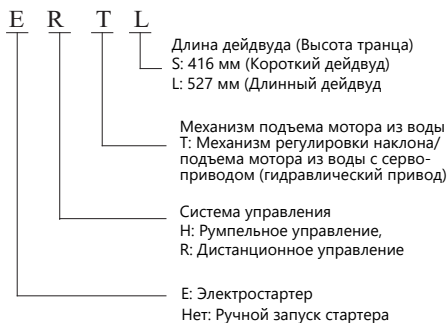 E R T L
Длина дейдвуда (Высота транца)
S: 416 мм (Короткий дейдвуд)
L: 527 мм (Длинный дейдвуд
Механизм подъема мотора из воды
T: Механизм регулировки наклона/
подъема мотора из воды с серво-
приводом (гидравлический привод)
Система управления
H: Румпельное управление,
R: Дистанционное управление
E: Электростартер
Нет: Ручной запуск стартера